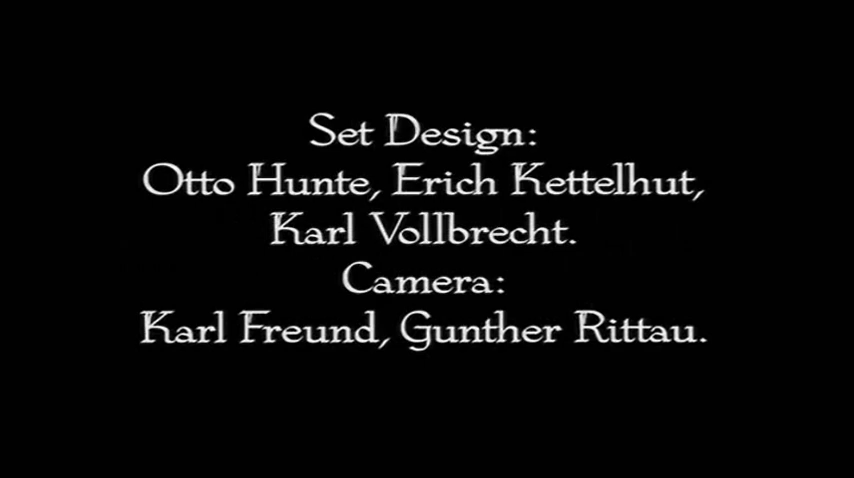 Set Design:
Otto Hunte, Erich Kettelhut,
Karl Vollbrecht.
Camera:
Karl Freund, Gunther Rittau.